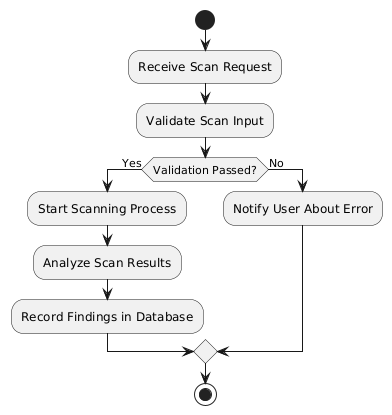 Receive Scan Request
Validate Scan Input
Yes
Validation Passed?
No
Start Scanning Process
Notify User About Error
Analyze Scan Results
Record Findings in Database